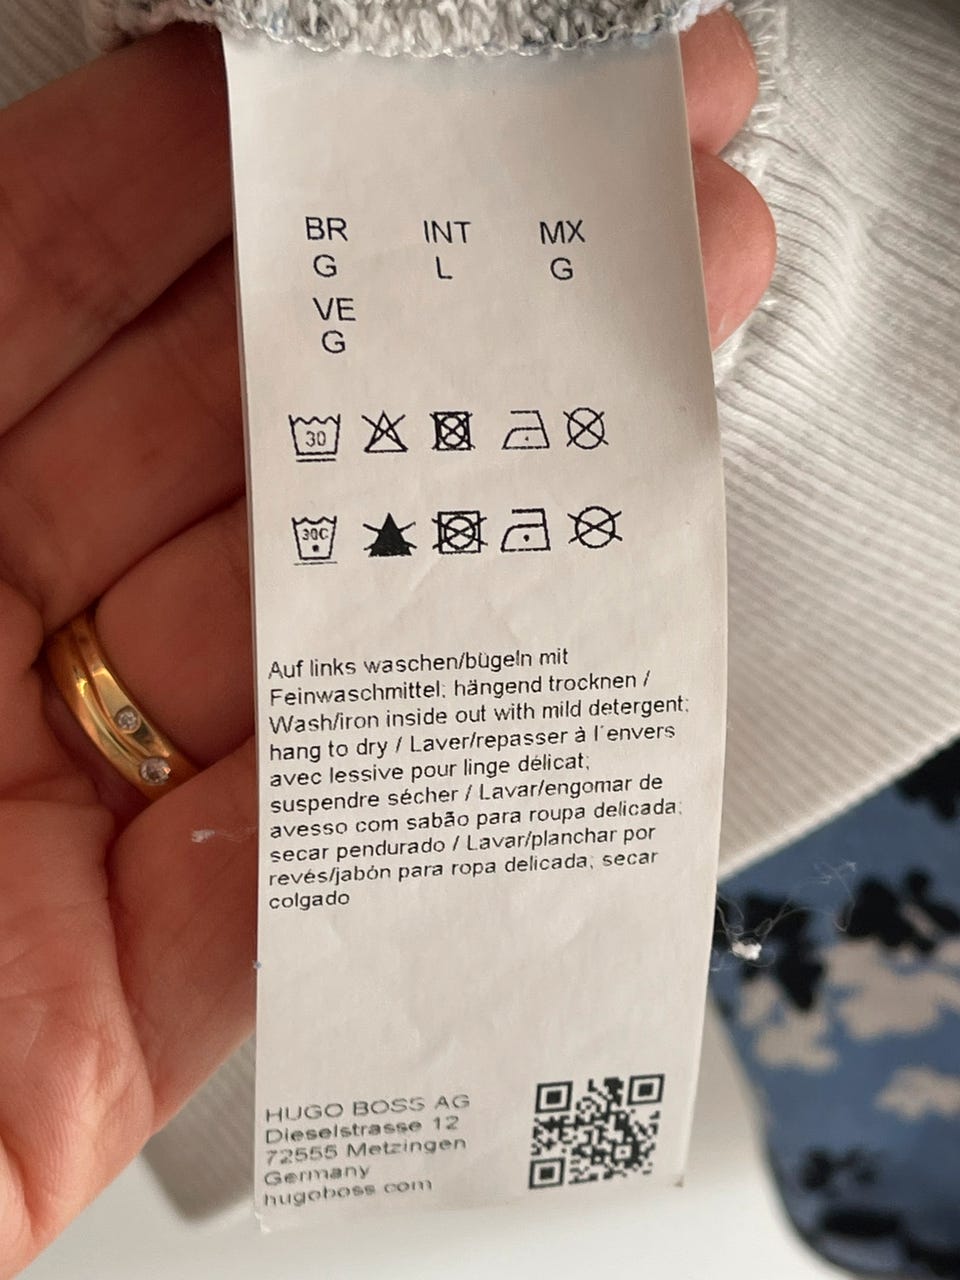 BR INT MX
G L G
VE
G
30
30C
Auf links waschen/bügeln mit
Feinwaschmittel; hängend trocknen /
Wash/iron inside out with mild detergent;
hang to dry / Laver/repasser à l´envers
avec lessive pour linge délicat;
suspendre sécher / Lavar/engomar de
avesso com sabão para roupa delicada;
secar pendurado / Lavar/planchar por
revés/jabón para ropa delicada; secar
colgado
HUGO BOSS AG
Dieselstrasse 12
72555 Metzingen
Germany
hugoboss.com